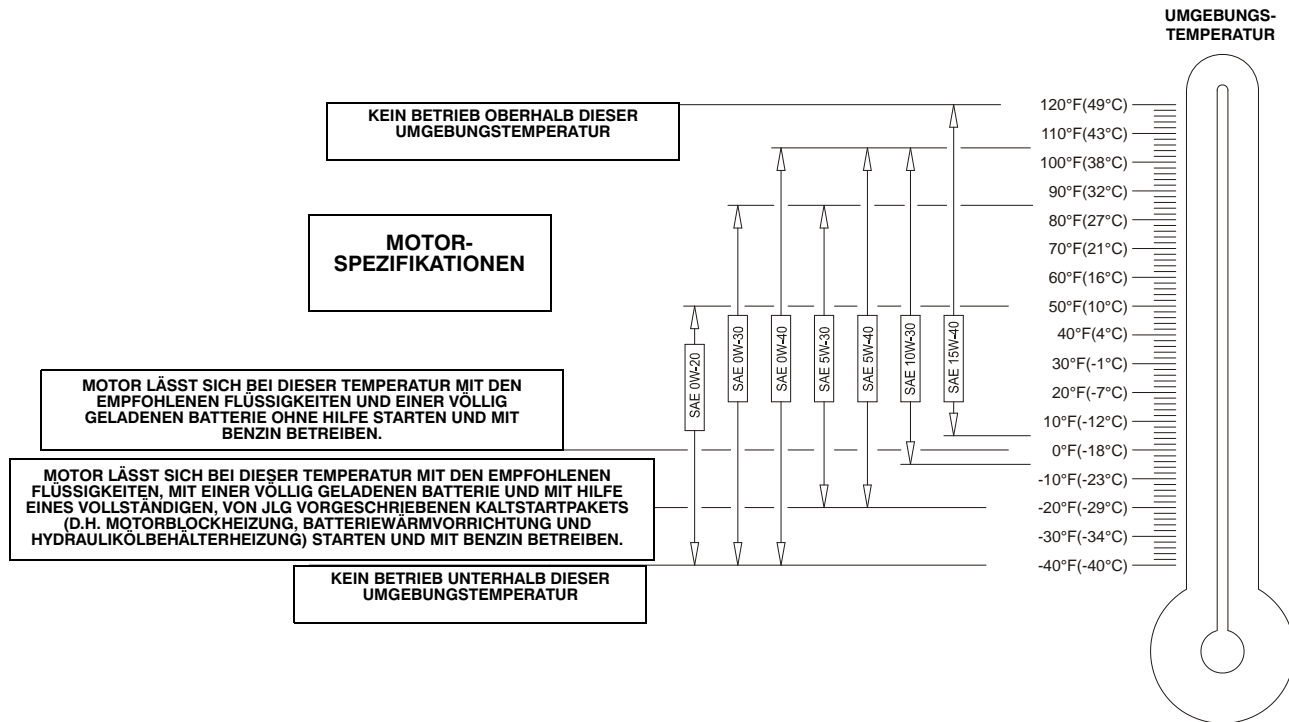 UMGEBUNGS-
TEMPERATUR
KEIN BETRIEB OBERHALB DIESER
UMGEBUNGSTEMPERATUR
MOTOR-
SPEZIFIKATIONEN
MOTOR LÄSST SICH BEI DIESER TEMPERATUR MIT DEN
EMPFOHLENEN FLÜSSIGKEITEN UND EINER VÖLLIG
GELADENEN BATTERIE OHNE HILFE STARTEN UND MIT
BENZIN BETREIBEN.
MOTOR LÄSST SICH BEI DIESER TEMPERATUR MIT DEN EMPFOHLENEN
FLÜSSIGKEITEN, MIT EINER VÖLLIG GELADENEN BATTERIE UND MIT HILFE
EINES VOLLSTÄNDIGEN, VON JLG VORGESCHRIEBENEN KALTSTARTPAKETS
(D.H. MOTORBLOCKHEIZUNG, BATTERIEWÄRMVORRICHTUNG UND
HYDRAULIKÖLBEHÄLTERHEIZUNG) STARTEN UND MIT BENZIN BETREIBEN.
KEIN BETRIEB UNTERHALB DIESER
UMGEBUNGSTEMPERATUR
SAE 0W-20
SAE 0W-30
SAE 0W-40
SAE 5W-30
SAE 5W-40
SAE 10W-30
SAE 15W-40
120°F(49°C)
110°F(43°C)
100°F(38°C)
90°F(32°C)
80°F(27°C)
70°F(21°C)
60°F(16°C)
50°F(10°C)
40°F(4°C)
30°F(-1°C)
20°F(-7°C)
10°F(-12°C)
0°F(-18°C)
-10°F(-23°C)
-20°F(-29°C)
-30°F(-34°C)
-40°F(-40°C)